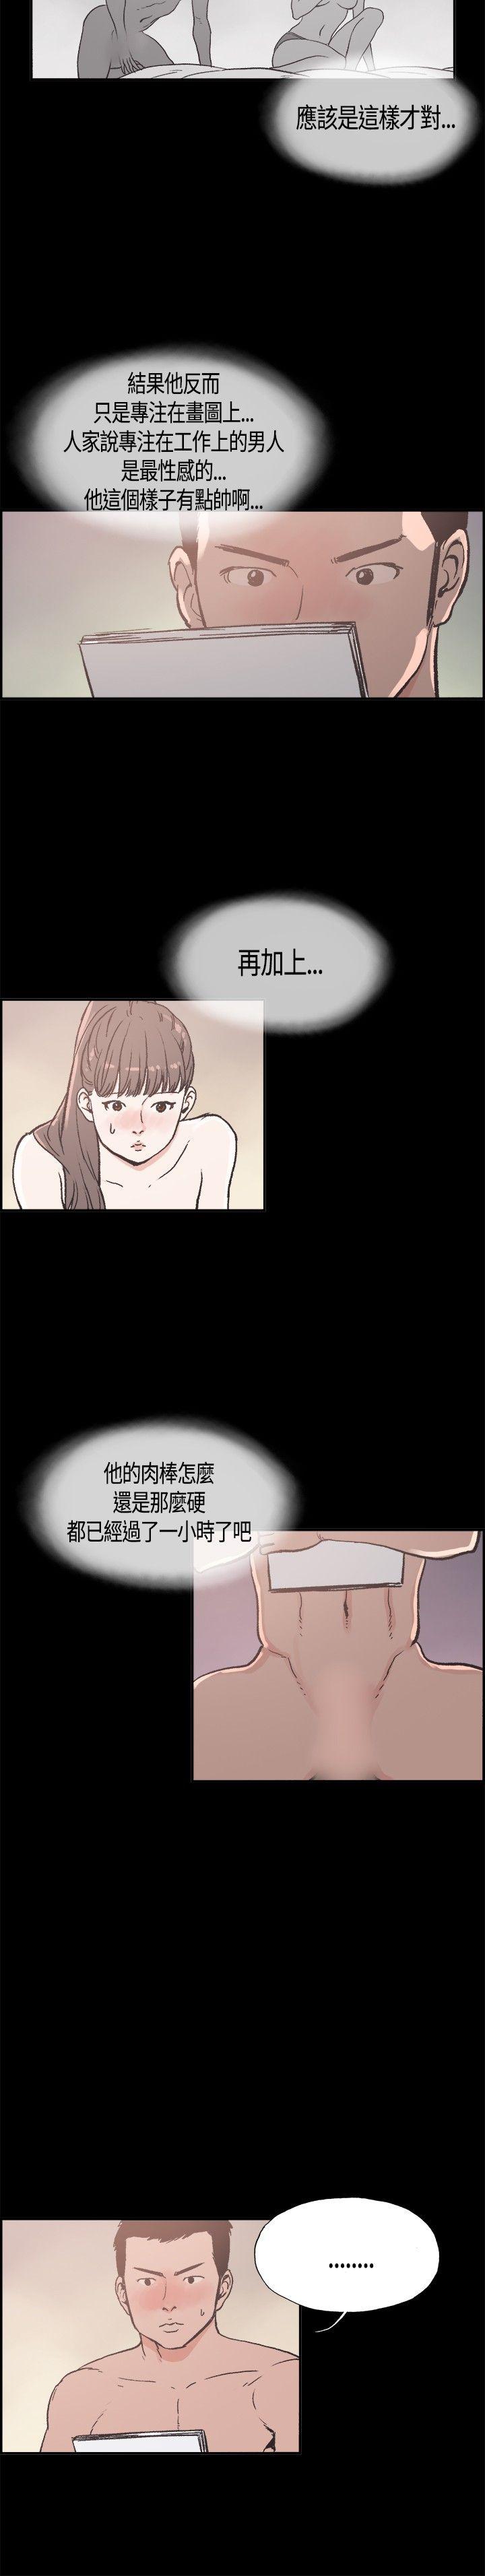 應該是這樣才對...
結果他反而
只是專注在畫圖上...
人家說專注在工作上的男人
是最性感的...
他這個樣子有點帥啊...
再加上...
他的肉棒怎麼
還是那麼硬
都已經過了一小時了吧
........